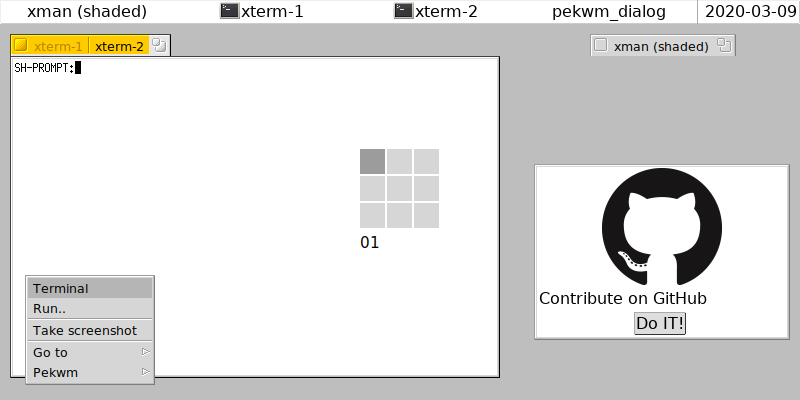 xman (shaded)
xterm-1
xterm-2
pekwm_dialog
2020-03-09
xterm-1
xterm-2
xman (shaded)
SH-PROMPT:
01
Terminal
Run..
Take screenshot
Go to
Pekwm
Contribute on GitHub
Do IT!